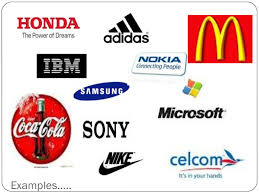 HONDA
The Power of Dreams
adidas
M
IBM
NOKIA
Connecting People
SAMSUNG
Microsoft
Coca-Cola
SONY
NIKE
celcom
It's in your hands
Examples.....